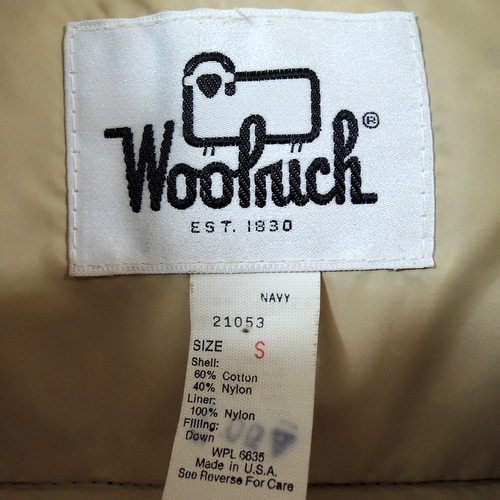 Woolrich®
EST. 1830
NAVY
21053
SIZE S
Shell:
60% Cotton
40% Nylon
Liner:
100% Nylon
Filling:
Down
WPL 6635
Made in U.S.A.
See Reverse For Care